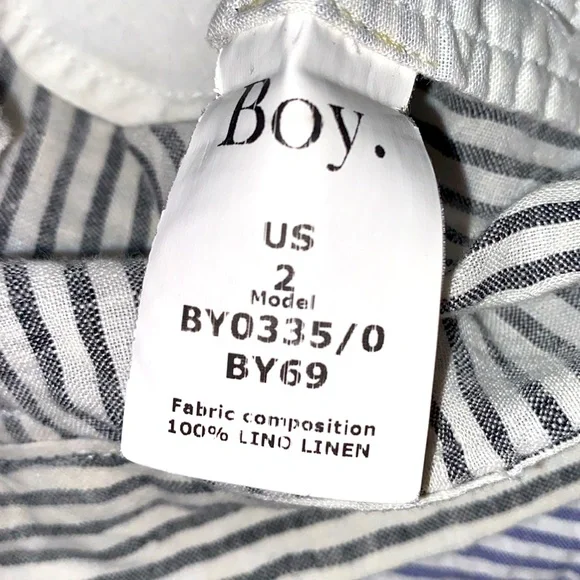 Boy.
US
2
Model
BY0335/0
BY69
Fabric composition
100% LINO LINEN